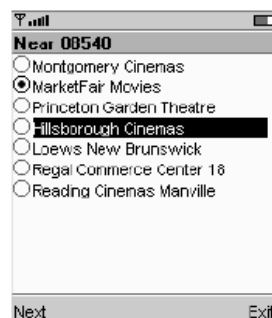 Near 08540
Montgomery Cinemas
MarketFair Movies
Princeton Garden Theatre
Hillsborough Cinemas
Loews New Brunswick
Regal Commerce Center 18
Reading Cinemas Manville
Next Exit